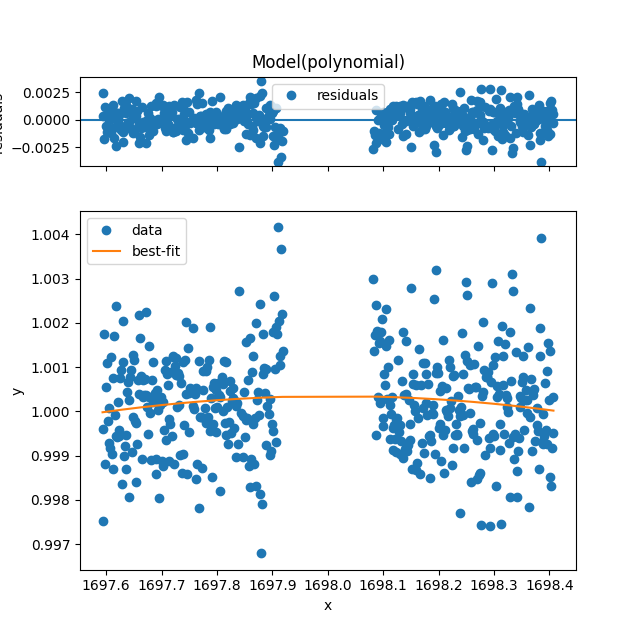 Model(polynomial)
0.0025
0.0000
−0.0025
residuals
residuals
1.004
1.003
1.002
1.001
1.000
0.999
0.998
0.997
y
data
best-fit
1697.6 1697.7 1697.8 1697.9 1698.0 1698.1 1698.2 1698.3 1698.4
x